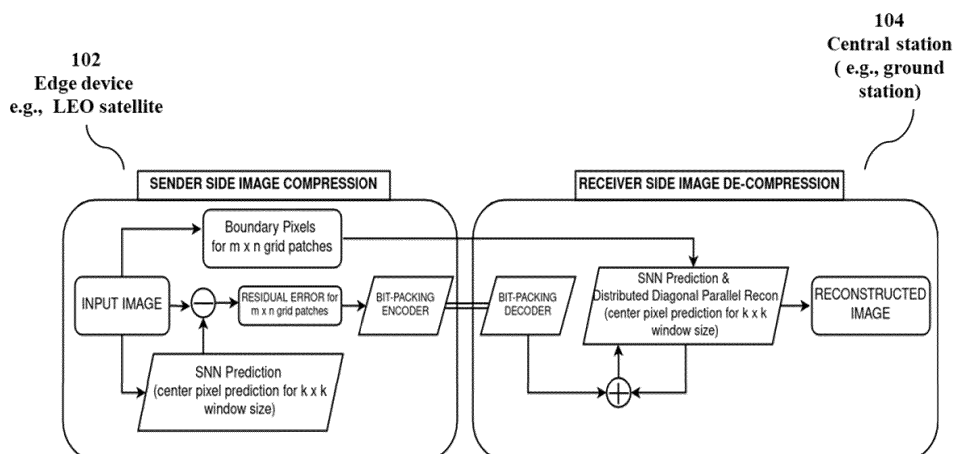 102
Edge device
e.g., LEO satellite
104
Central station
( e.g., ground
station)
SENDER SIDE IMAGE COMPRESSION
RECEIVER SIDE IMAGE DE-COMPRESSION
Boundary Pixels
for m x n grid patches
INPUT IMAGE
RESIDUAL ERROR for
m x n grid patches
BIT-PACKING
ENCODER
SNN Prediction
(center pixel prediction for k x k
window size)
BIT-PACKING
DECODER
SNN Prediction &
Distributed Diagonal Parallel Recon
(center pixel prediction for k x k
window size)
RECONSTRUCTED
IMAGE